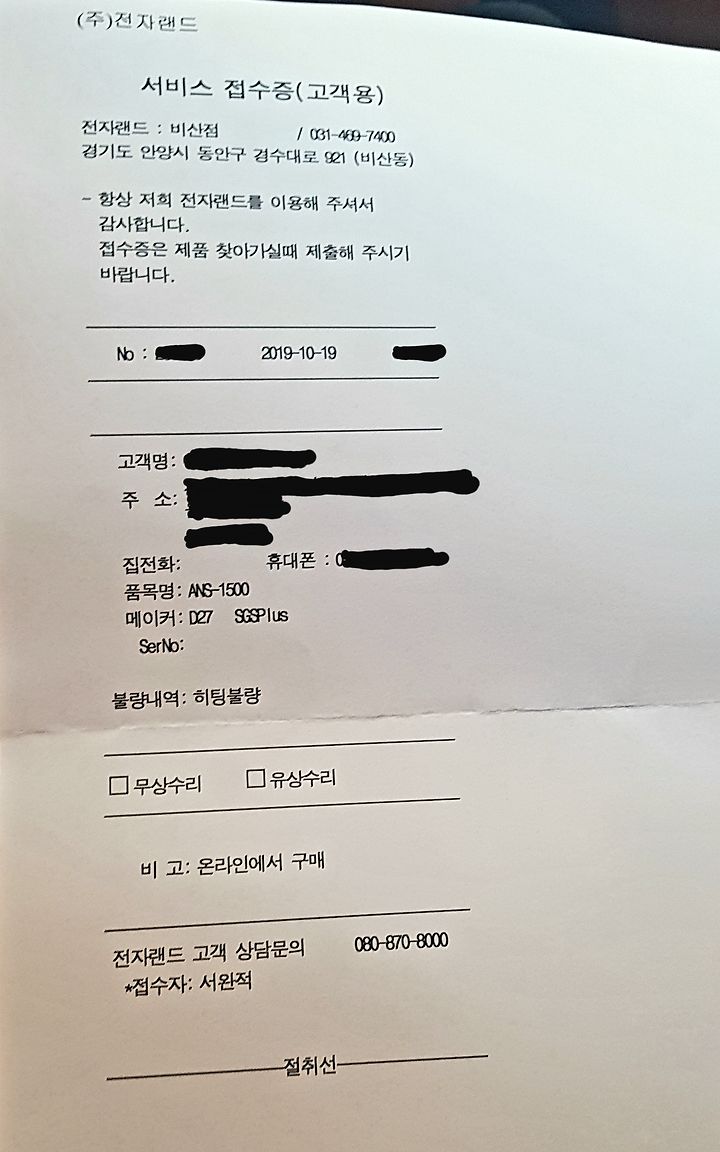 (주)전자랜드
서비스 접수증(고객용)
전자랜드 : 비산점 / 031-469-7400
경기도 안양시 동안구 경수대로 921 (비산동)
- 항상 저희 전자랜드를 이용해 주셔서
감사합니다.
접수증은 제품 찾아가실때 제출해 주시기
바랍니다.
No : 2019-10-19
고객명:
주 소:
집전화: 휴대폰 : 0
품목명: ANS-1500
메이커: D27 SGSPlus
SerNo:
불량내역: 히팅불량
□ 무상수리 □ 유상수리
비 고: 온라인에서 구매
전자랜드 고객 상담문의 080-870-8000
*접수자: 서완적
절취선